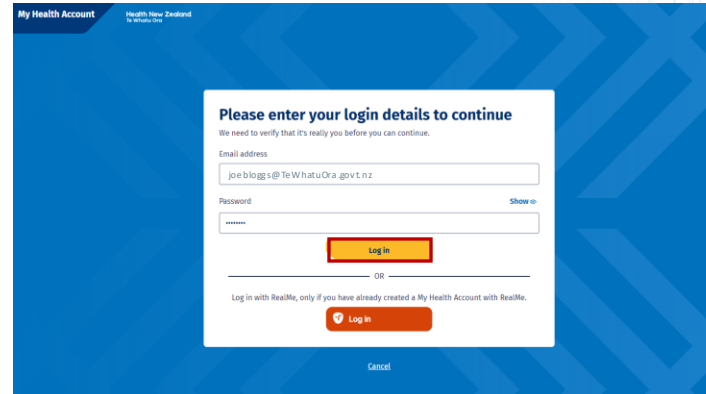 My Health Account
Health New Zealand
Te Whatu Ora
Please enter your login details to continue
We need to verify that it's really you before you can continue.
Email address
joebloggs@TeWhatuOra.govt.nz
Password
Show
••••••••
Log in
OR
Log in with RealMe, only if you have already created a My Health Account with RealMe.
Log in
Cancel